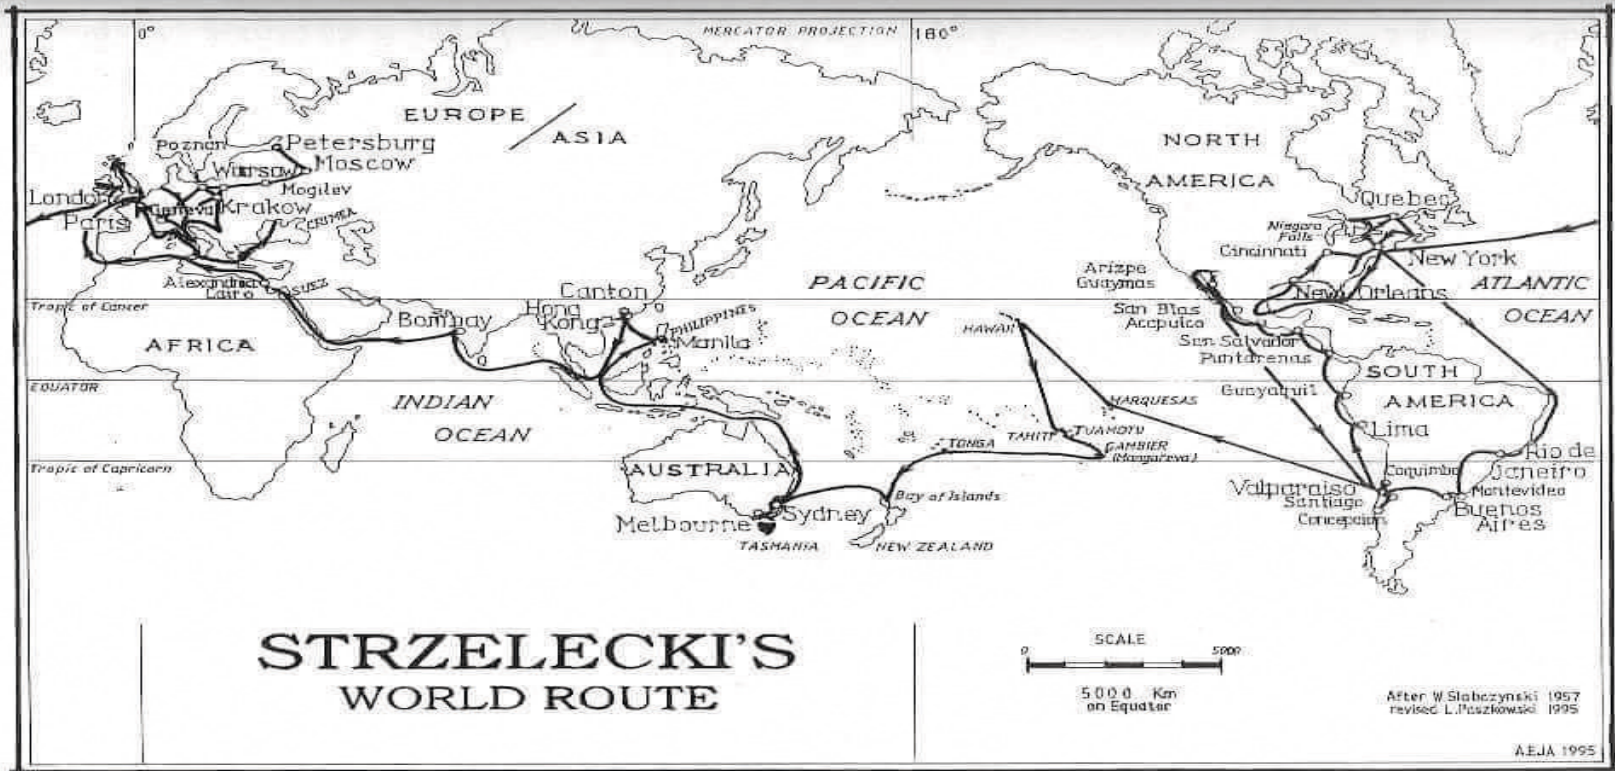 0°
MERCATOR PROJECTION
180°
EUROPE
ASIA
NORTH
AMERICA
Poznan
Petersburg
Moscow
Warsaw
Mogilev
London
Geneva
Krakow
Paris
CRIMEA
Quebec
Niagara
Falls
Cincinnati
New York
Alexandria
Cairo
SUEZ
Canton
Hong
Kong
PACIFIC
OCEAN
Arizpe
Guaymas
New Orleans
ATLANTIC
OCEAN
Tropic of Cancer
Bombay
PHILIPPINES
Manila
HAWAII
San Blas
Acapulco
San Salvador
Puntarenas
AFRICA
EQUATOR
INDIAN
OCEAN
SOUTH
AMERICA
Guayaquil
MARQUESAS
Lima
TAHITI
TUAMOTU
TONGA
GAMBIER
(Mangareva)
Tropic of Capricorn
AUSTRALIA
Rio de
Janeiro
Coquimbo
Valparaiso
Santiago
Concepcion
Montevideo
Buenos
Aires
Bay of Islands
Melbourne
Sydney
TASMANIA
NEW ZEALAND
STRZELECKI'S
WORLD ROUTE
SCALE
0 5000
5000 Km
on Equator
After W.Slabczynski 1957
revised L.Paszkowski 1995
A.E.J.A 1995